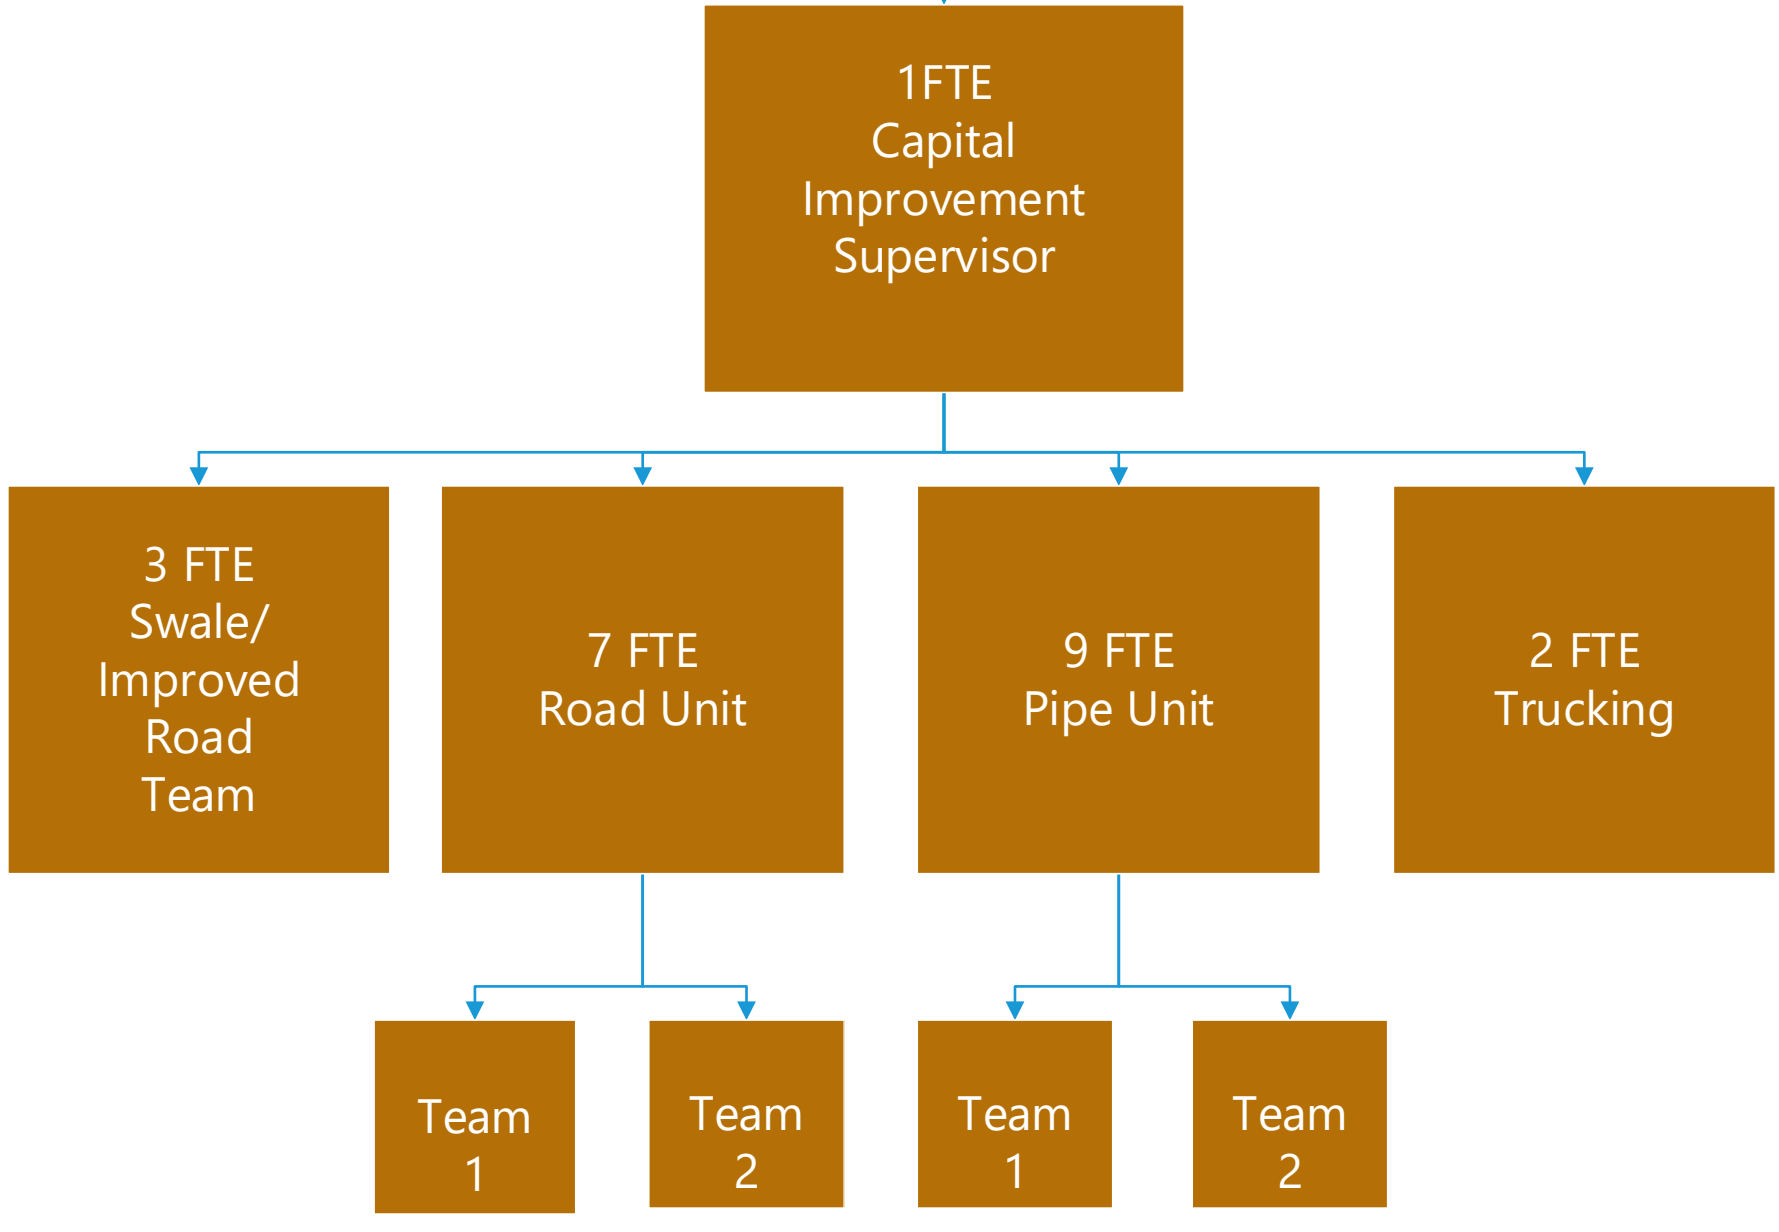 1FTE
Capital
Improvement
Supervisor
3 FTE
Swale/
Improved
Road
Team
7 FTE
Road Unit
9 FTE
Pipe Unit
2 FTE
Trucking
Team
1
Team
2
Team
1
Team
2